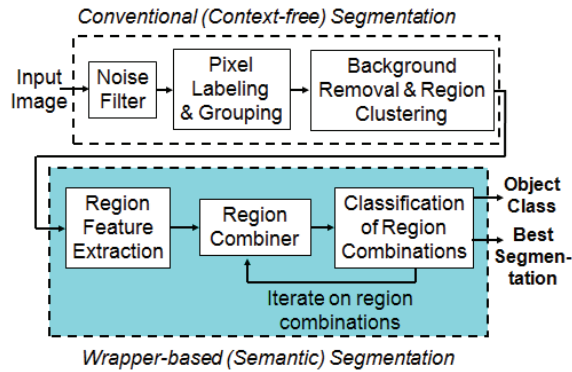 Conventional (Context-free) Segmentation
Input
Image
Noise
Filter
Pixel
Labeling
& Grouping
Background
Removal & Region
Clustering
Region
Feature
Extraction
Region
Combiner
Classification
of Region
Combinations
Object
Class
Best
Segmen-
tation
Iterate on region
combinations
Wrapper-based (Semantic) Segmentation